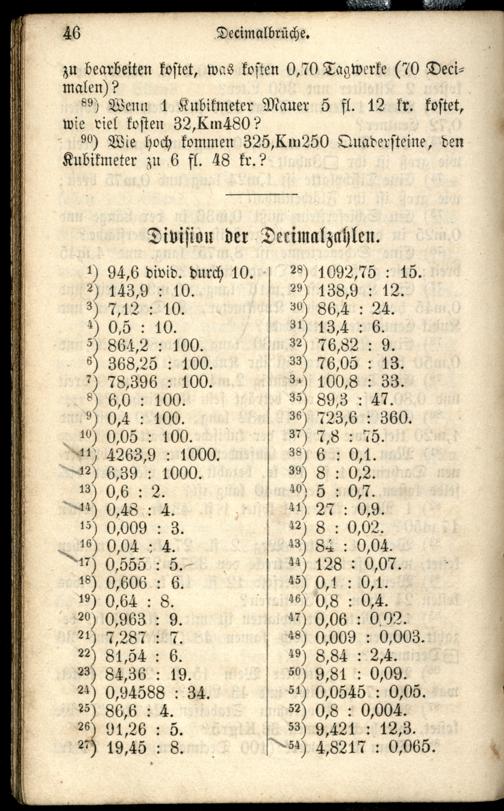 46
Decimalbrüche.
zu bearbeiten kostet, was kosten 0,70 Tagwerke (70 Deci-
malen)?
89) Wenn 1 Kubikmeter Mauer 5 fl. 12 kr. kostet,
wie viel kosten 32,Km480?
90) Wie hoch kommen 325,Km250 Quadersteine, den
Kubikmeter zu 6 fl. 48 kr.?
Division der Decimalzahlen.
1) 94,6 divid. durch 10.
2) 143,9 : 10.
3) 7,12 : 10.
4) 0,5 : 10.
5) 864,2 : 100.
6) 368,25 : 100.
7) 78,396 : 100.
8) 6,0 : 100.
9) 0,4 : 100.
10) 0,05 : 100.
11) 4263,9 : 1000.
12) 6,39 : 1000.
13) 0,6 : 2.
14) 0,48 : 4.
15) 0,009 : 3.
16) 0,04 : 4.
17) 0,555 : 5.
18) 0,606 : 6.
19) 0,64 : 8.
20) 0,963 : 9.
21) 7,287 : 7.
22) 81,54 : 6.
23) 84,36 : 19.
24) 0,94588 : 34.
25) 86,6 : 4.
26) 91,26 : 5.
27) 19,45 : 8.
28) 1092,75 : 15.
29) 138,9 : 12.
30) 86,4 : 24.
31) 13,4 : 6.
32) 76,82 : 9.
33) 76,05 : 13.
34) 100,8 : 33.
35) 89,3 : 47.
36) 723,6 : 360.
37) 7,8 : 75.
38) 6 : 0,1.
39) 8 : 0,2.
40) 5 : 0,7.
41) 27 : 0,9.
42) 8 : 0,02.
43) 84 : 0,04.
44) 128 : 0,07.
45) 0,1 : 0,1.
46) 0,8 : 0,4.
47) 0,06 : 0,02.
48) 0,009 : 0,003.
49) 8,84 : 2,4.
50) 9,81 : 0,09.
51) 0,0545 : 0,05.
52) 0,8 : 0,004.
53) 9,421 : 12,3.
54) 4,8217 : 0,065.